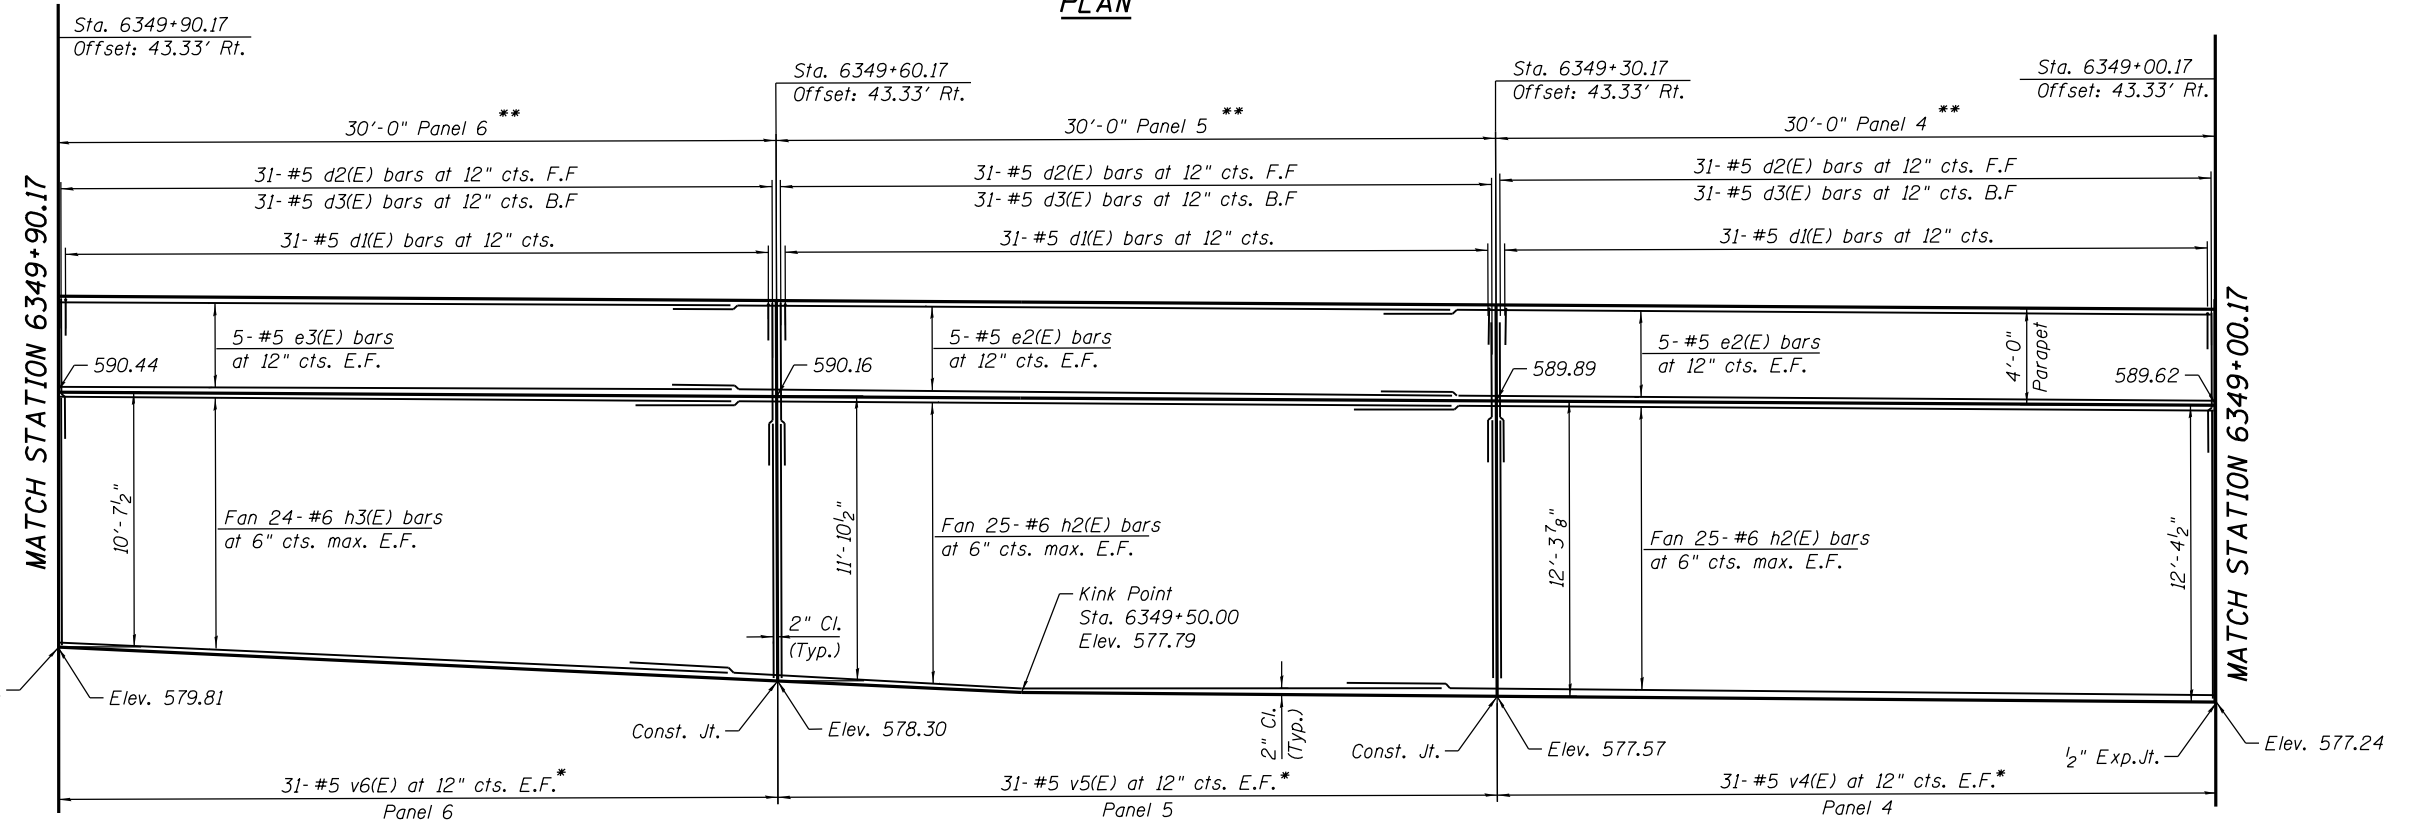 PLAN
Sta. 6349+90.17
Offset: 43.33' Rt.
Sta. 6349+60.17
Offset: 43.33' Rt.
Sta. 6349+30.17
Offset: 43.33' Rt.
Sta. 6349+00.17
Offset: 43.33' Rt.
30'-0" Panel 6 **
30'-0" Panel 5 **
30'-0" Panel 4 **
31-#5 d2(E) bars at 12" cts. F.F
31-#5 d3(E) bars at 12" cts. B.F
31-#5 d2(E) bars at 12" cts. F.F
31-#5 d3(E) bars at 12" cts. B.F
31-#5 d2(E) bars at 12" cts. F.F
31-#5 d3(E) bars at 12" cts. B.F
31-#5 d1(E) bars at 12" cts.
31-#5 d1(E) bars at 12" cts.
31-#5 d1(E) bars at 12" cts.
MATCH STATION 6349+90.17
MATCH STATION 6349+00.17
5-#5 e3(E) bars
at 12" cts. E.F.
5-#5 e2(E) bars
at 12" cts. E.F.
5-#5 e2(E) bars
at 12" cts. E.F.
4'-0"
Parapet
590.44
590.16
589.89
589.62
10'-7½"
Fan 24-#6 h3(E) bars
at 6" cts. max. E.F.
11'-10½"
Fan 25-#6 h2(E) bars
at 6" cts. max. E.F.
12'-3⅞"
Fan 25-#6 h2(E) bars
at 6" cts. max. E.F.
12'-4½"
Kink Point
Sta. 6349+50.00
Elev. 577.79
2" Cl.
(Typ.)
2" Cl.
(Typ.)
Elev. 579.81
Const. Jt.
Elev. 578.30
Const. Jt.
Elev. 577.57
½" Exp.Jt.
Elev. 577.24
31-#5 v6(E) at 12" cts. E.F.*
Panel 6
31-#5 v5(E) at 12" cts. E.F.*
Panel 5
31-#5 v4(E) at 12" cts. E.F.*
Panel 4